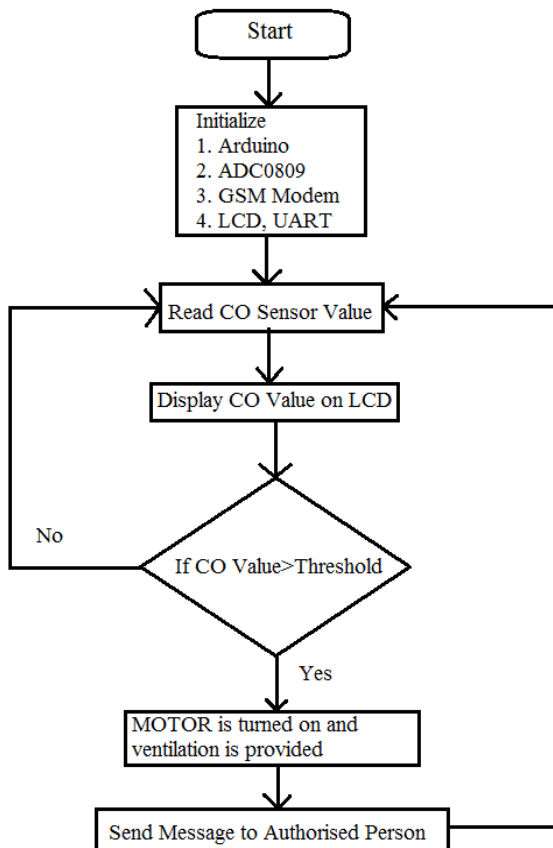 Start
Initialize
1. Arduino
2. ADC0809
3. GSM Modem
4. LCD, UART
Read CO Sensor Value
Display CO Value on LCD
If CO Value>Threshold
No
Yes
MOTOR is turned on and
ventilation is provided
Send Message to Authorised Person